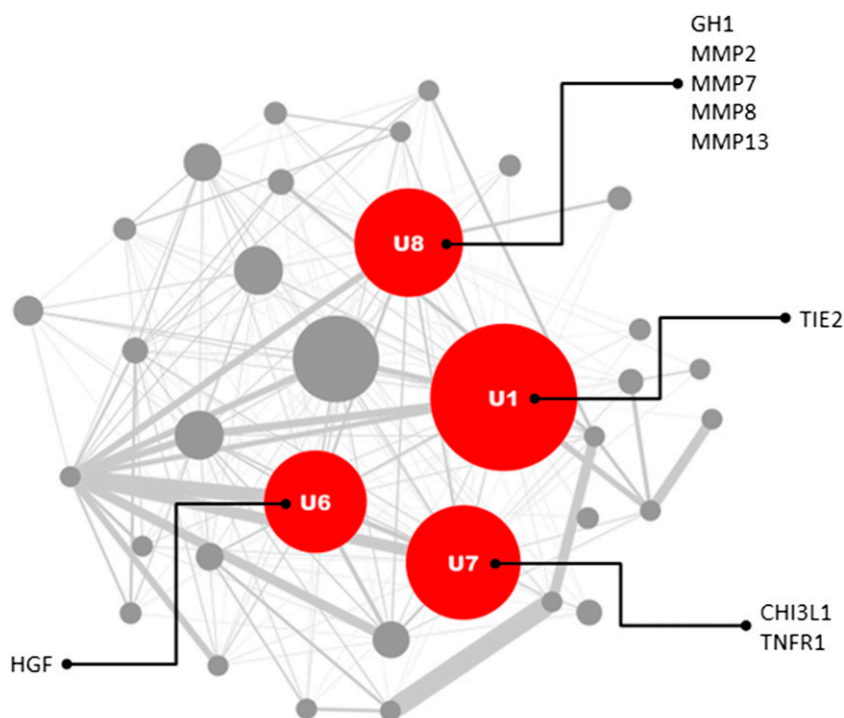 GH1
MMP2
MMP7
MMP8
MMP13
U8
TIE2
U1
U6
U7
CHI3L1
TNFR1
HGF